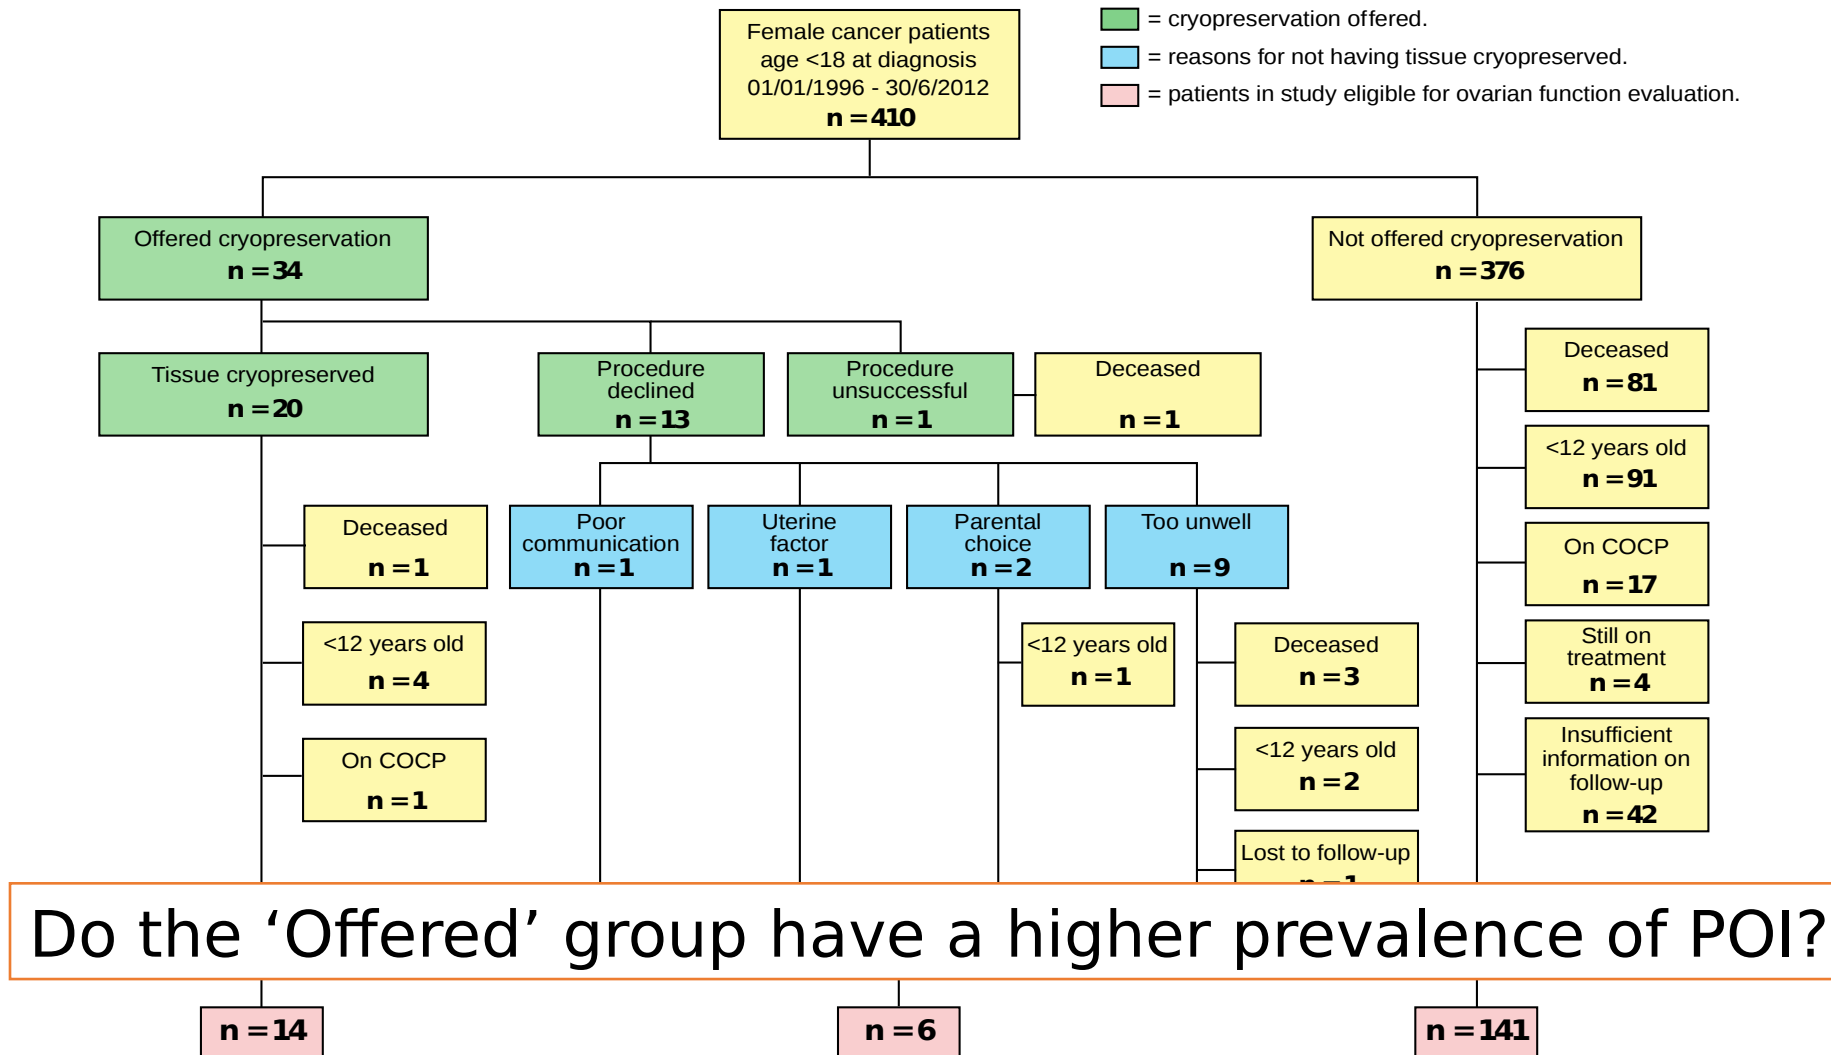 Female cancer patients
age <18 at diagnosis
01/01/1996 - 30/6/2012
n=410
= cryopreservation offered.
= reasons for not having tissue cryopreserved.
= patients in study eligible for ovarian function evaluation.
Offered cryopreservation
n=34
Not offered cryopreservation
n=376
Tissue cryopreserved
n=20
Procedure
declined
n=13
Procedure
unsuccessful
n=1
Deceased
n=1
Deceased
n=81
<12 years old
n=91
On COCP
n=17
Still on
treatment
n=4
Insufficient
information on
follow-up
n=42
Deceased
n=1
<12 years old
n=4
On COCP
n=1
Poor
communication
n=1
Uterine
factor
n=1
Parental
choice
n=2
Too unwell
n=9
<12 years old
n=1
Deceased
n=3
<12 years old
n=2
Lost to follow-up
n=1
Do the ‘Offered’ group have a higher prevalence of POI?
n=14
n=6
n=141